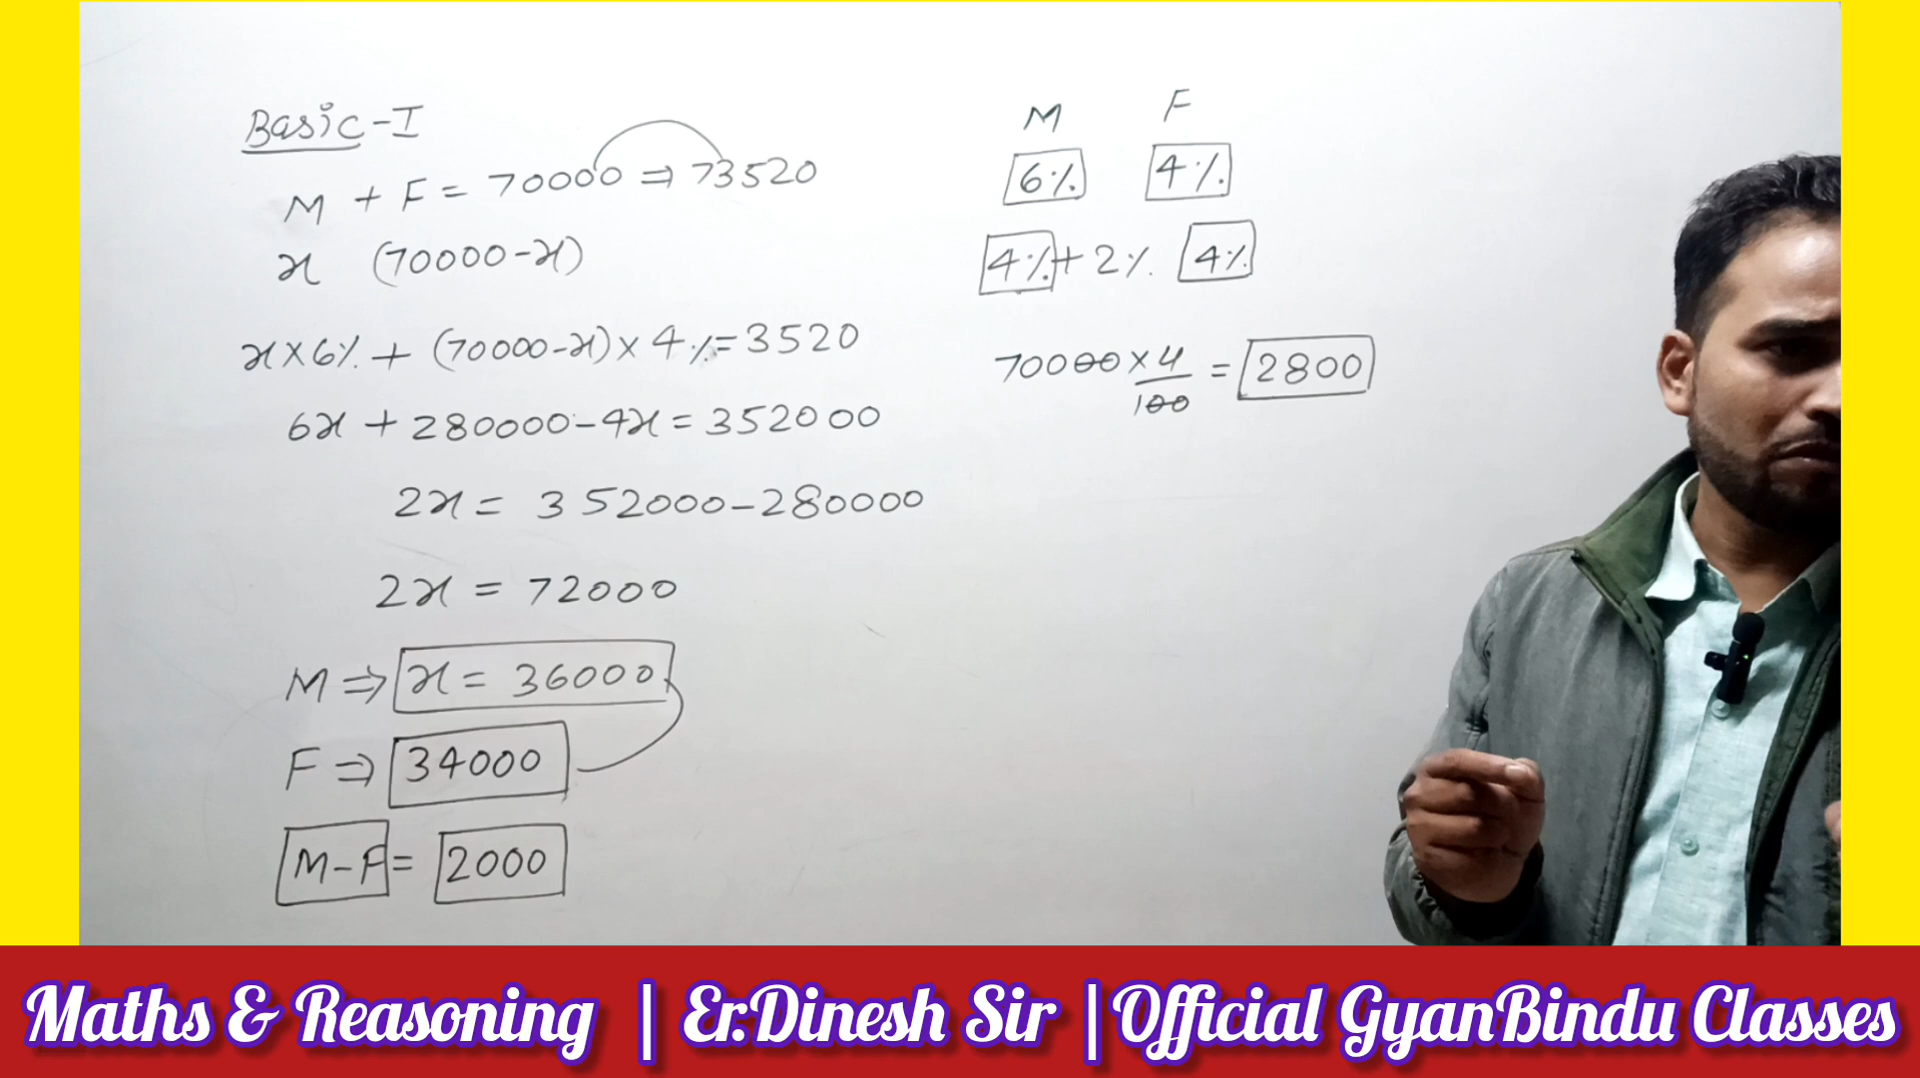 Basic-I
M + F = 70000 ⇒ 73520
x (70000-x)
x×6% + (70000-x)×4%=3520
6x + 280000-4x = 352000
2x = 352000-280000
2x = 72000
M ⇒ x = 36000
F ⇒ 34000
M-F = 2000
M F
6% 4%
4%+2% 4%
70000×4/100 = 2800
Maths & Reasoning | Er.Dinesh Sir | Official GyanBindu Classes